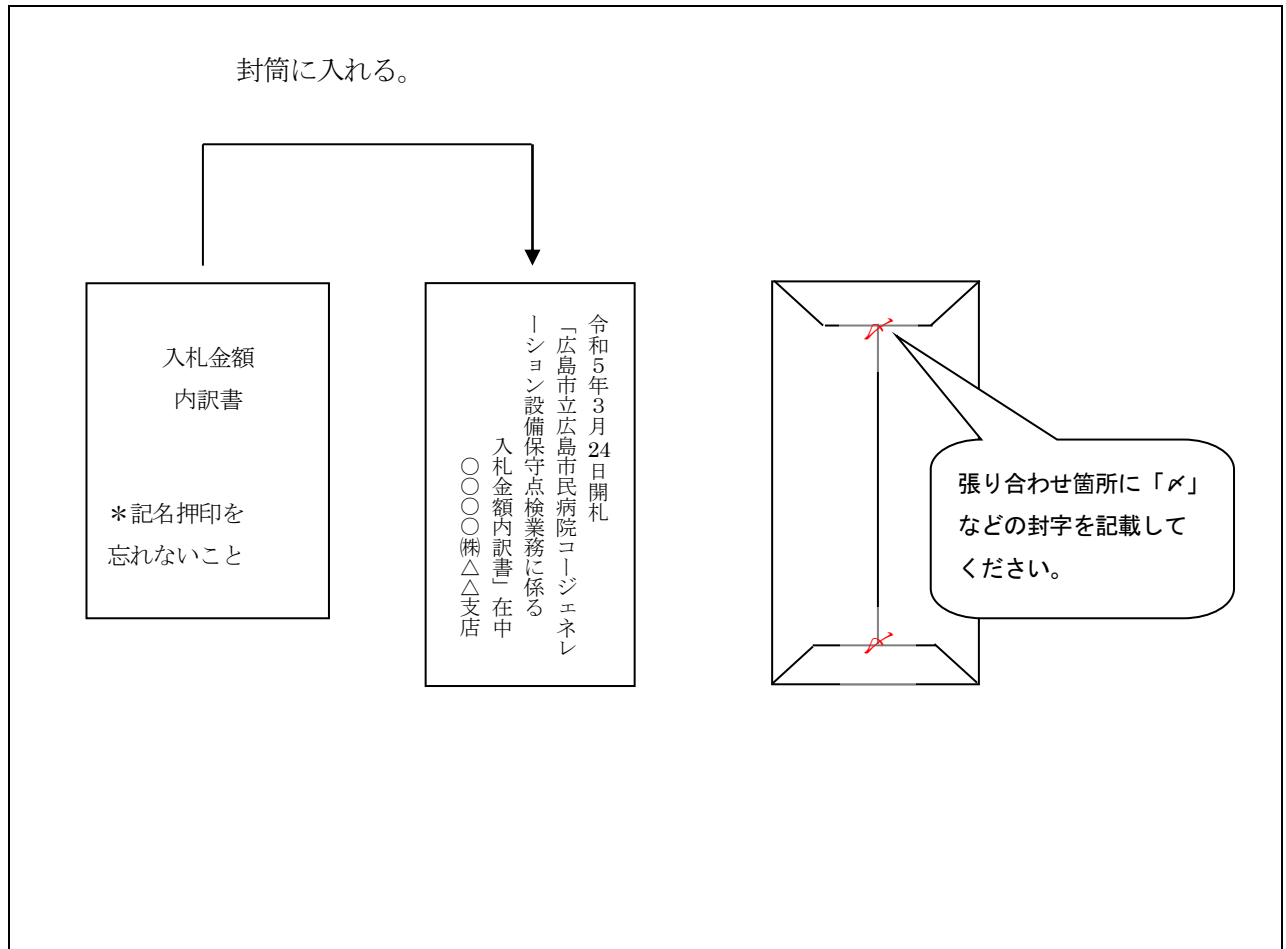 封筒に入れる。
入札金額
内訳書
＊記名押印を
忘れないこと
令和５年３月24日開札
「広島市立広島市民病院コージェネレ
ーション設備保守点検業務に係る
入札金額内訳書」在中
○○○○㈱△△支店
〆
〆
張り合わせ箇所に「〆」
などの封字を記載して
ください。